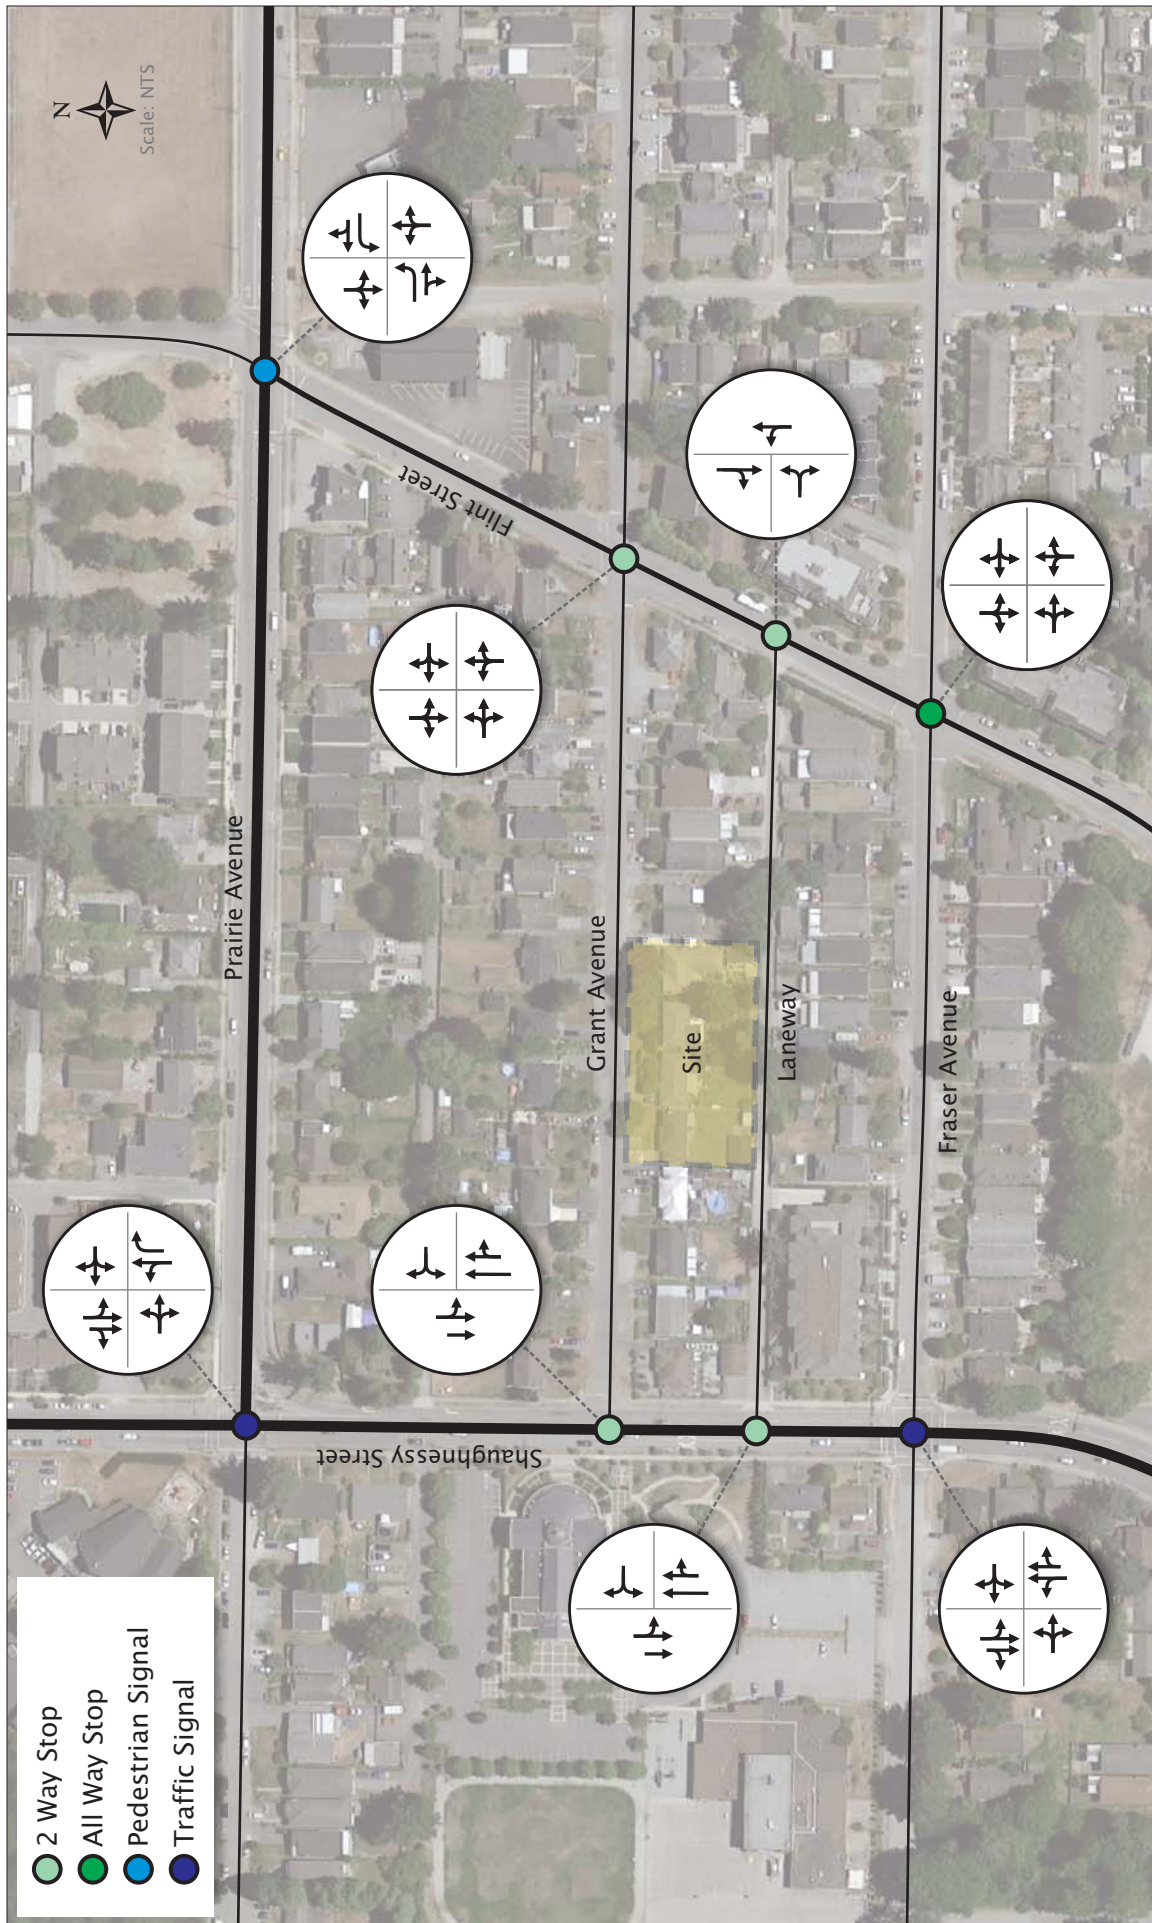 N
Scale: NTS
Flint Street
Prairie Avenue
Grant Avenue
Site
Laneway
Fraser Avenue
Shaughnessy Street
2 Way Stop
All Way Stop
Pedestrian Signal
Traffic Signal